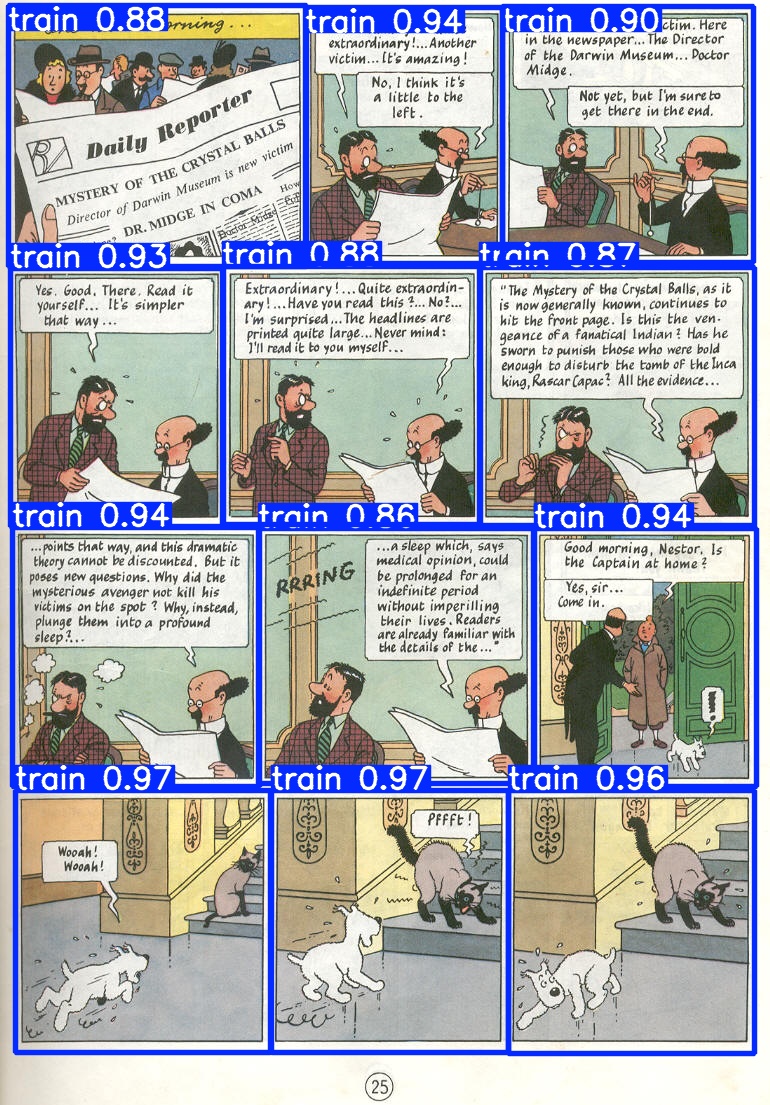 train 0.88
orning...
Daily Reporter
MYSTERY OF THE CRYSTAL BALLS
Director of Darwin Museum is new victim
DR. MIDGE IN COMA
How
Doctor Midge
train 0.94
extraordinary!... Another
victim... It's amazing!
No, I think it's
a little to the
left.
train 0.90
ctim. Here
in the newspaper... The Director
of the Darwin Museum... Doctor
Midge.
Not yet, but I'm sure to
get there in the end.
train 0.93
Yes. Good. There. Read it
yourself... It's simpler
that way...
train 0.88
Extraordinary!... Quite extraordin-
ary!... Have you read this?... No?...
I'm surprised... The headlines are
printed quite large... Never mind:
I'll read it to you myself...
train 0.87
"The Mystery of the Crystal Balls, as it
is now generally known, continues to
hit the front page. Is this the ven-
geance of a fanatical Indian? Has he
sworn to punish those who were bold
enough to disturb the tomb of the Inca
king, Rascar Capac? All the evidence...
train 0.94
...points that way, and this dramatic
theory cannot be discounted. But it
poses new questions. Why did the
mysterious avenger not kill his
victims on the spot? Why, instead,
plunge them into a profound
sleep?...
train 0.86
RRRING
...a sleep which, says
medical opinion, could
be prolonged for an
indefinite period
without imperilling
their lives. Readers
are already familiar with
the details of the..."
train 0.94
Good morning, Nestor. Is
the Captain at home?
Yes, sir...
Come in.
train 0.97
Wooah!
Wooah!
train 0.97
Pffft!
train 0.96
25